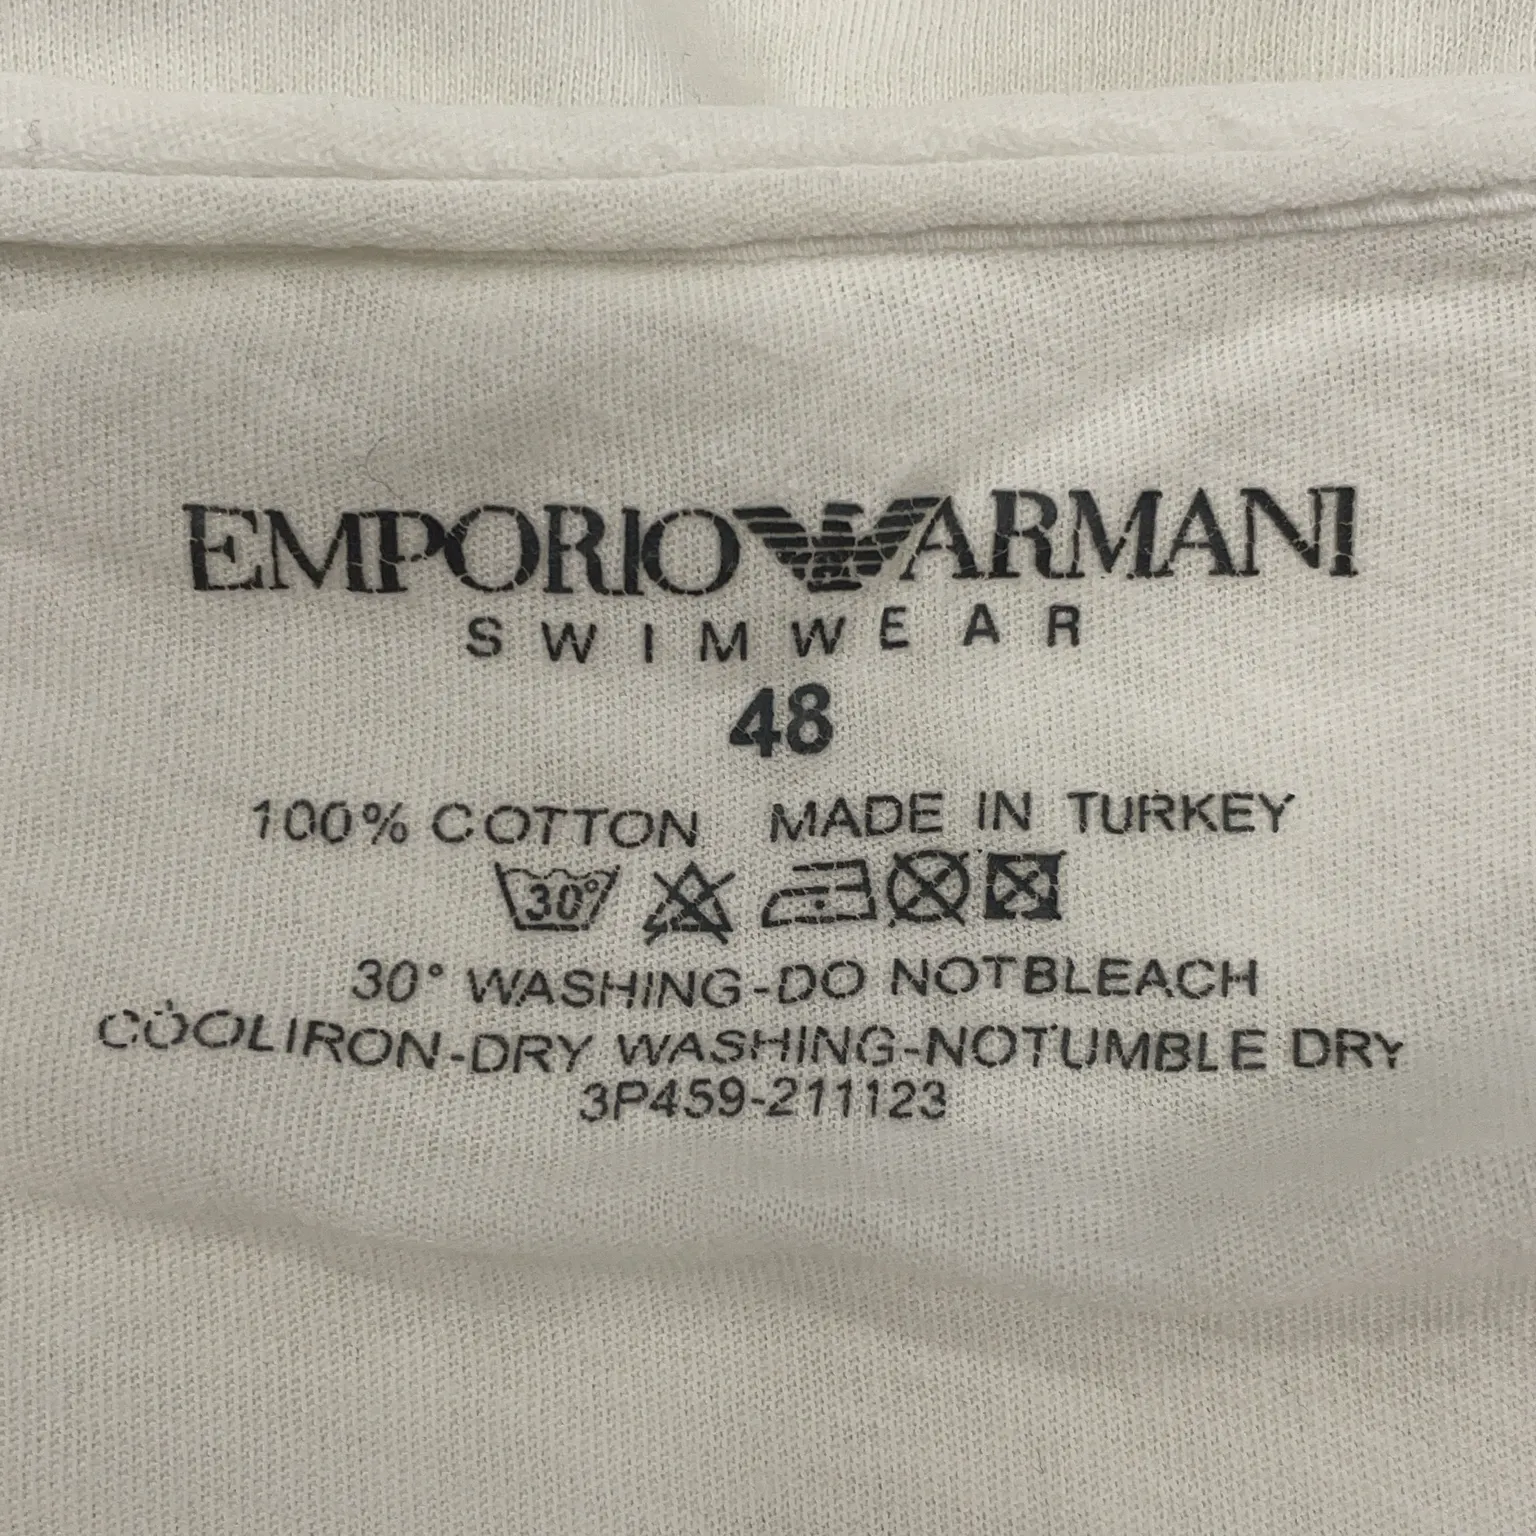 EMPORIO ARMANI
SWIMWEAR
48
100% COTTON MADE IN TURKEY
30°
30° WASHING-DO NOTBLEACH
COOLIRON-DRY WASHING-NOTUMBLE DRY
3P459-211123